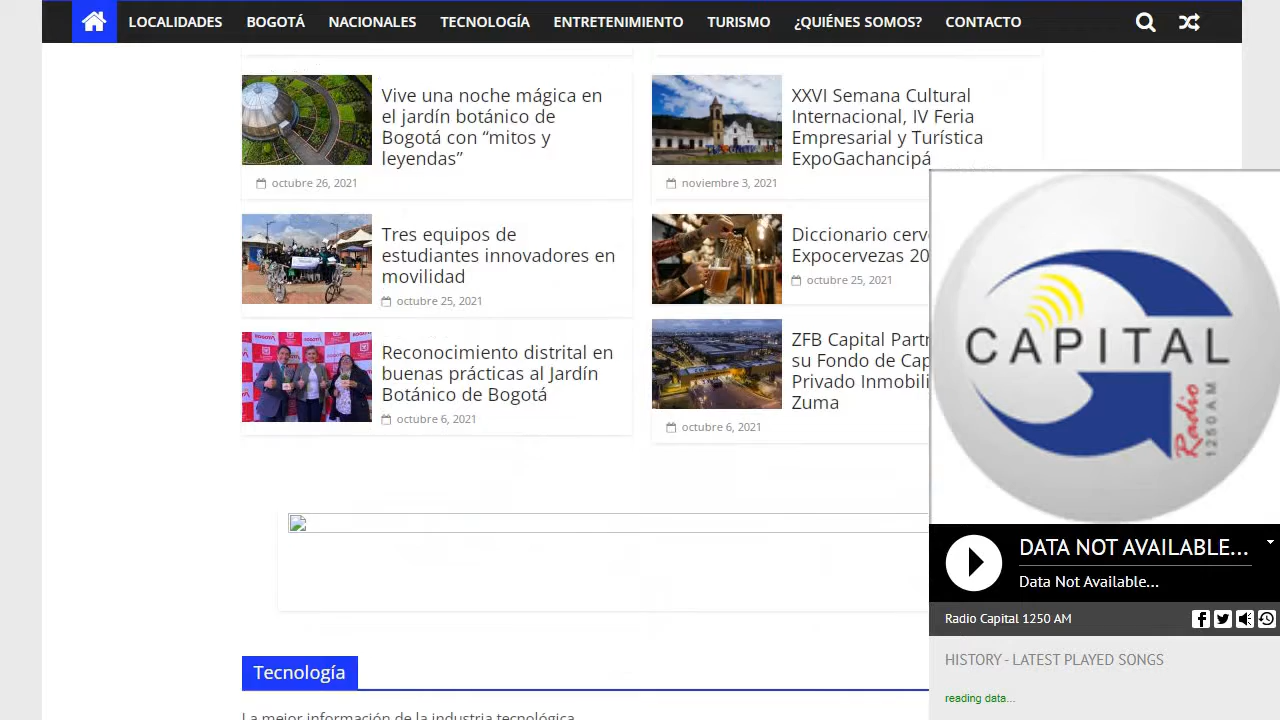 LOCALIDADES BOGOTÁ NACIONALES TECNOLOGÍA ENTRETENIMIENTO TURISMO ¿QUIÉNES SOMOS? CONTACTO
Vive una noche mágica en
el jardín botánico de
Bogotá con “mitos y
leyendas”
octubre 26, 2021
XXVI Semana Cultural
Internacional, IV Feria
Empresarial y Turística
ExpoGachancipá
noviembre 3, 2021
Tres equipos de
estudiantes innovadores en
movilidad
octubre 25, 2021
Diccionario cerv
Expocervezas 20
octubre 25, 2021
Reconocimiento distrital en
buenas prácticas al Jardín
Botánico de Bogotá
octubre 6, 2021
ZFB Capital Partn
su Fondo de Cap
Privado Inmobili
Zuma
octubre 6, 2021
CAPITAL
Radio
1250 AM
DATA NOT AVAILABLE...
Data Not Available...
Radio Capital 1250 AM
HISTORY - LATEST PLAYED SONGS
reading data...
Tecnología
La mejor información de la industria tecnológica